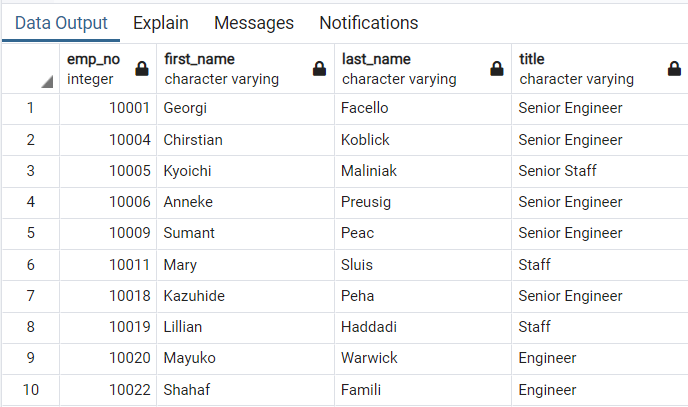 Data Output Explain Messages Notifications
emp_no first_name last_name title
integer character varying character varying character varying
1 10001 Georgi Facello Senior Engineer
2 10004 Chirstian Koblick Senior Engineer
3 10005 Kyoichi Maliniak Senior Staff
4 10006 Anneke Preusig Senior Engineer
5 10009 Sumant Peac Senior Engineer
6 10011 Mary Sluis Staff
7 10018 Kazuhide Peha Senior Engineer
8 10019 Lillian Haddadi Staff
9 10020 Mayuko Warwick Engineer
10 10022 Shahaf Famili Engineer